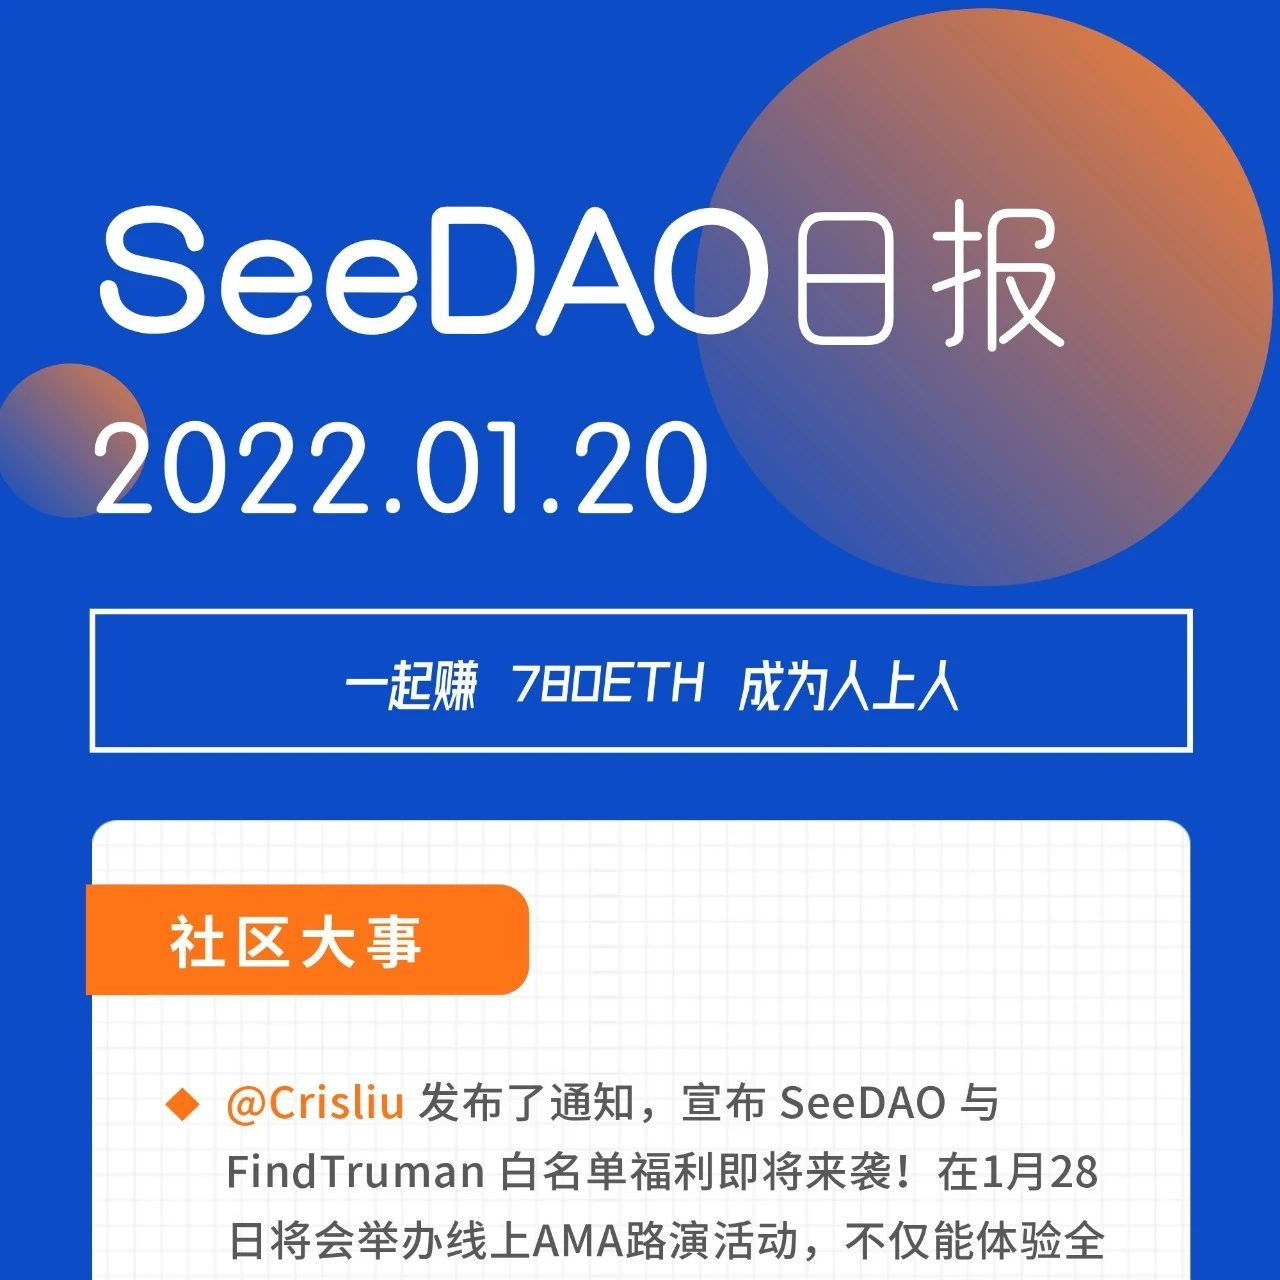 SeeDAO日报
2022.01.20
一起赚 780ETH 成为人上人
社区大事
@Crisliu 发布了通知，宣布 SeeDAO 与
FindTruman 白名单福利即将来袭！在1月28
日将会举办线上AMA路演活动，不仅能体验全